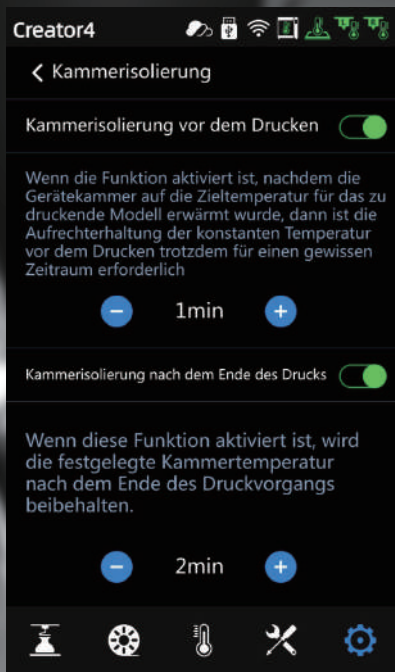 Creator4
Kammerisolierung
Kammerisolierung vor dem Drucken
Wenn die Funktion aktiviert ist, nachdem die
Gerätekammer auf die Zieltemperatur für das zu
druckende Modell erwärmt wurde, dann ist die
Aufrechterhaltung der konstanten Temperatur
vor dem Drucken trotzdem für einen gewissen
Zeitraum erforderlich
1min
Kammerisolierung nach dem Ende des Drucks
Wenn diese Funktion aktiviert ist, wird
die festgelegte Kammertemperatur
nach dem Ende des Druckvorgangs
beibehalten.
2min